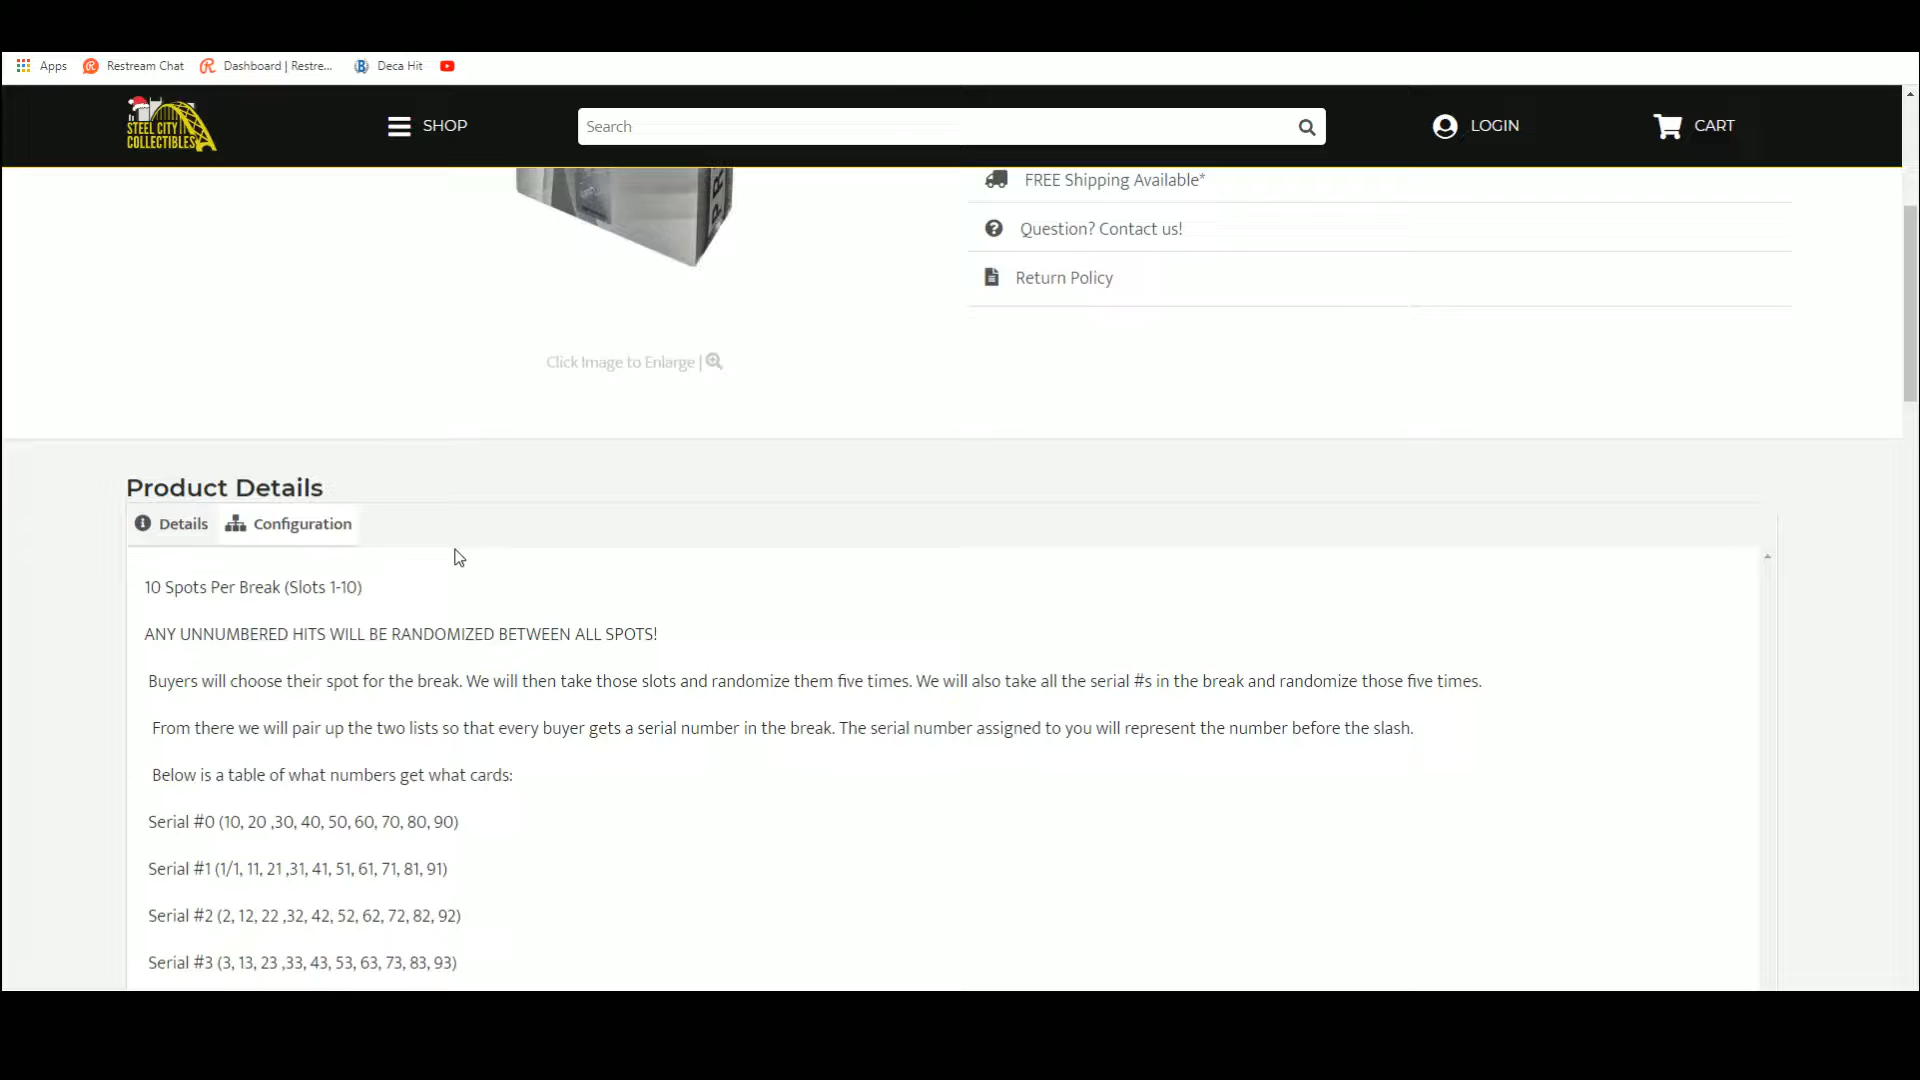 Apps Restream Chat Dashboard | Restre... Deca Hit
STEEL CITY
COLLECTIBLES
SHOP
Search
LOGIN
CART
FREE Shipping Available*
Question? Contact us!
Return Policy
Click Image to Enlarge |
Product Details
Details Configuration
10 Spots Per Break (Slots 1-10)
ANY UNNUMBERED HITS WILL BE RANDOMIZED BETWEEN ALL SPOTS!
Buyers will choose their spot for the break. We will then take those slots and randomize them five times. We will also take all the serial #s in the break and randomize those five times.
From there we will pair up the two lists so that every buyer gets a serial number in the break. The serial number assigned to you will represent the number before the slash.
Below is a table of what numbers get what cards:
Serial #0 (10, 20 ,30, 40, 50, 60, 70, 80, 90)
Serial #1 (1/1, 11, 21 ,31, 41, 51, 61, 71, 81, 91)
Serial #2 (2, 12, 22 ,32, 42, 52, 62, 72, 82, 92)
Serial #3 (3, 13, 23 ,33, 43, 53, 63, 73, 83, 93)